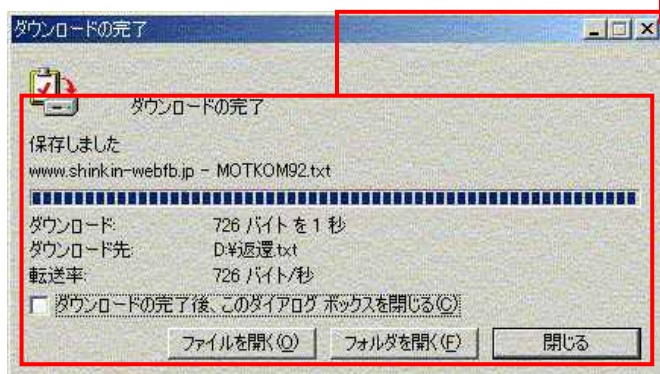 ダウンロードの完了
ダウンロードの完了
保存しました
www.shinkin-webfb.jp - MOTKOM92.txt
ダウンロード: 726 バイト を 1 秒
ダウンロード先: D:¥返還.txt
転送率: 726 バイト/秒
ダウンロードの完了後、このダイアログ ボックスを閉じる(C)
ファイルを開く(O) フォルダを開く(F) 閉じる